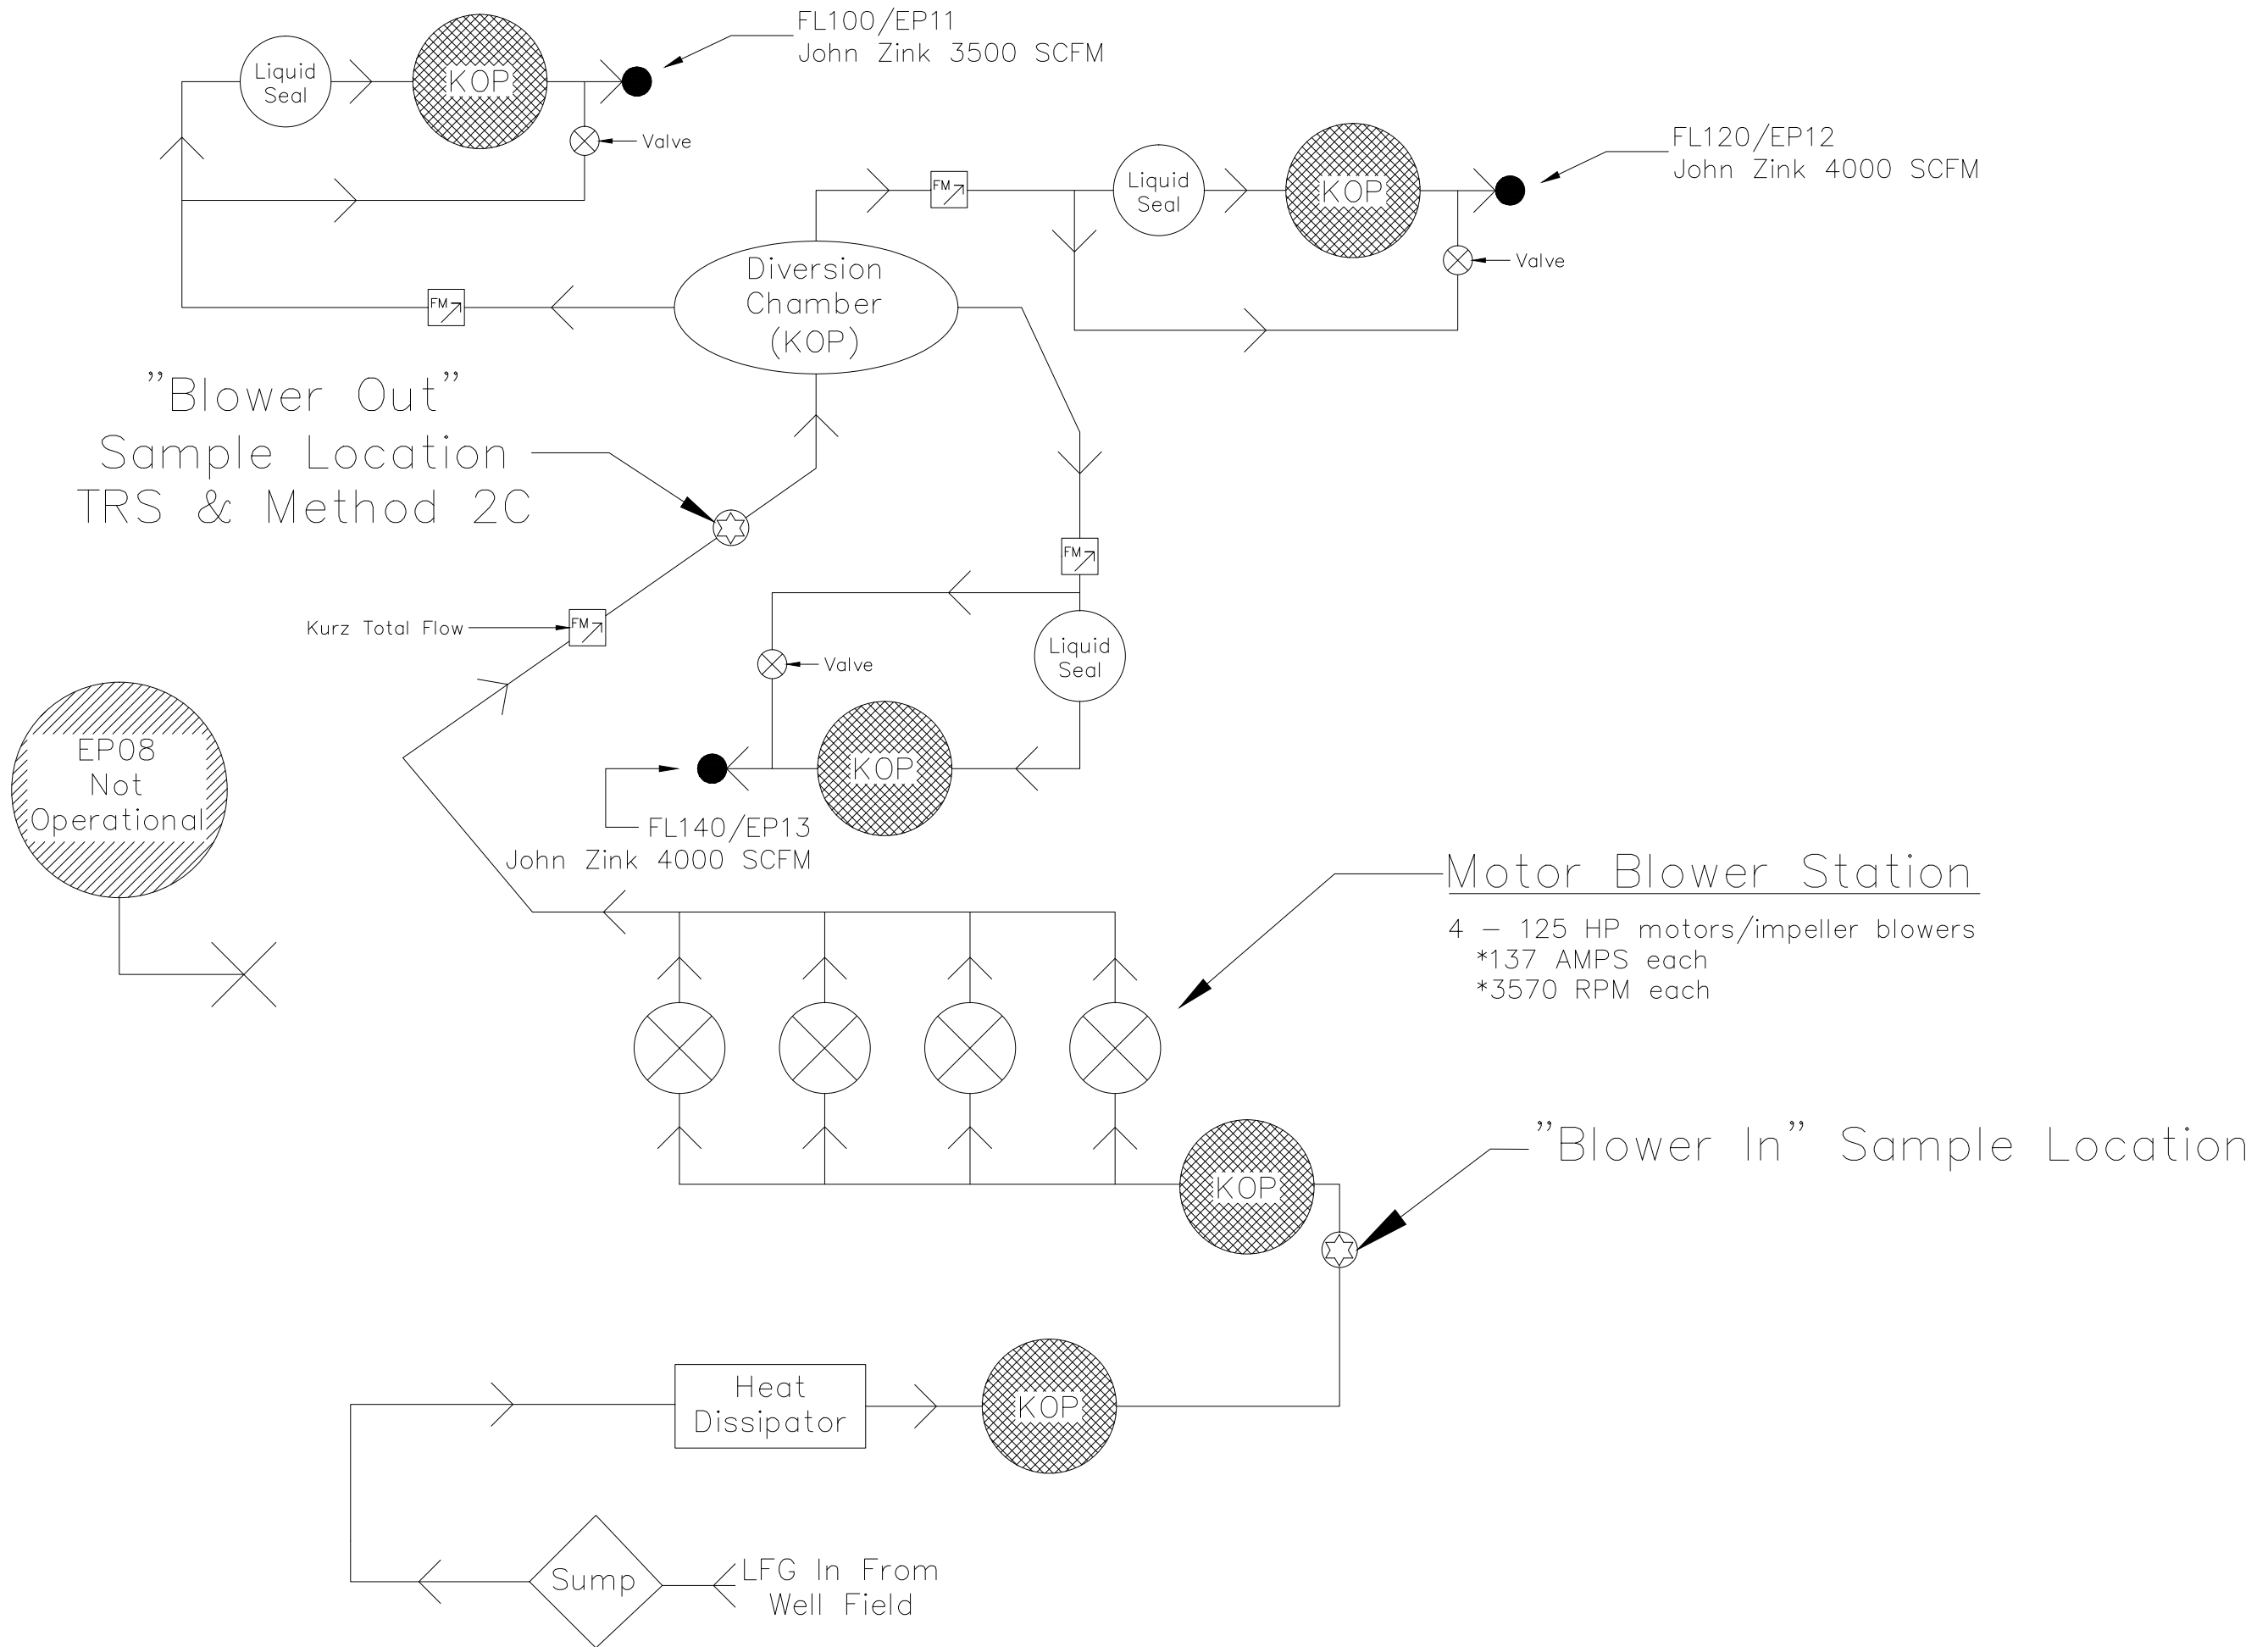 FL100/EP11
John Zink 3500 SCFM
Liquid
Seal
KOP
Valve
FL120/EP12
John Zink 4000 SCFM
FM
Liquid
Seal
KOP
Valve
Diversion
Chamber
(KOP)
FM
"Blower Out"
Sample Location
TRS & Method 2C
FM
Kurz Total Flow
FM
Liquid
Seal
Valve
KOP
EP08
Not
Operational
FL140/EP13
John Zink 4000 SCFM
Motor Blower Station
4 – 125 HP motors/impeller blowers
*137 AMPS each
*3570 RPM each
"Blower In" Sample Location
KOP
Heat
Dissipator
KOP
Sump
LFG In From
Well Field